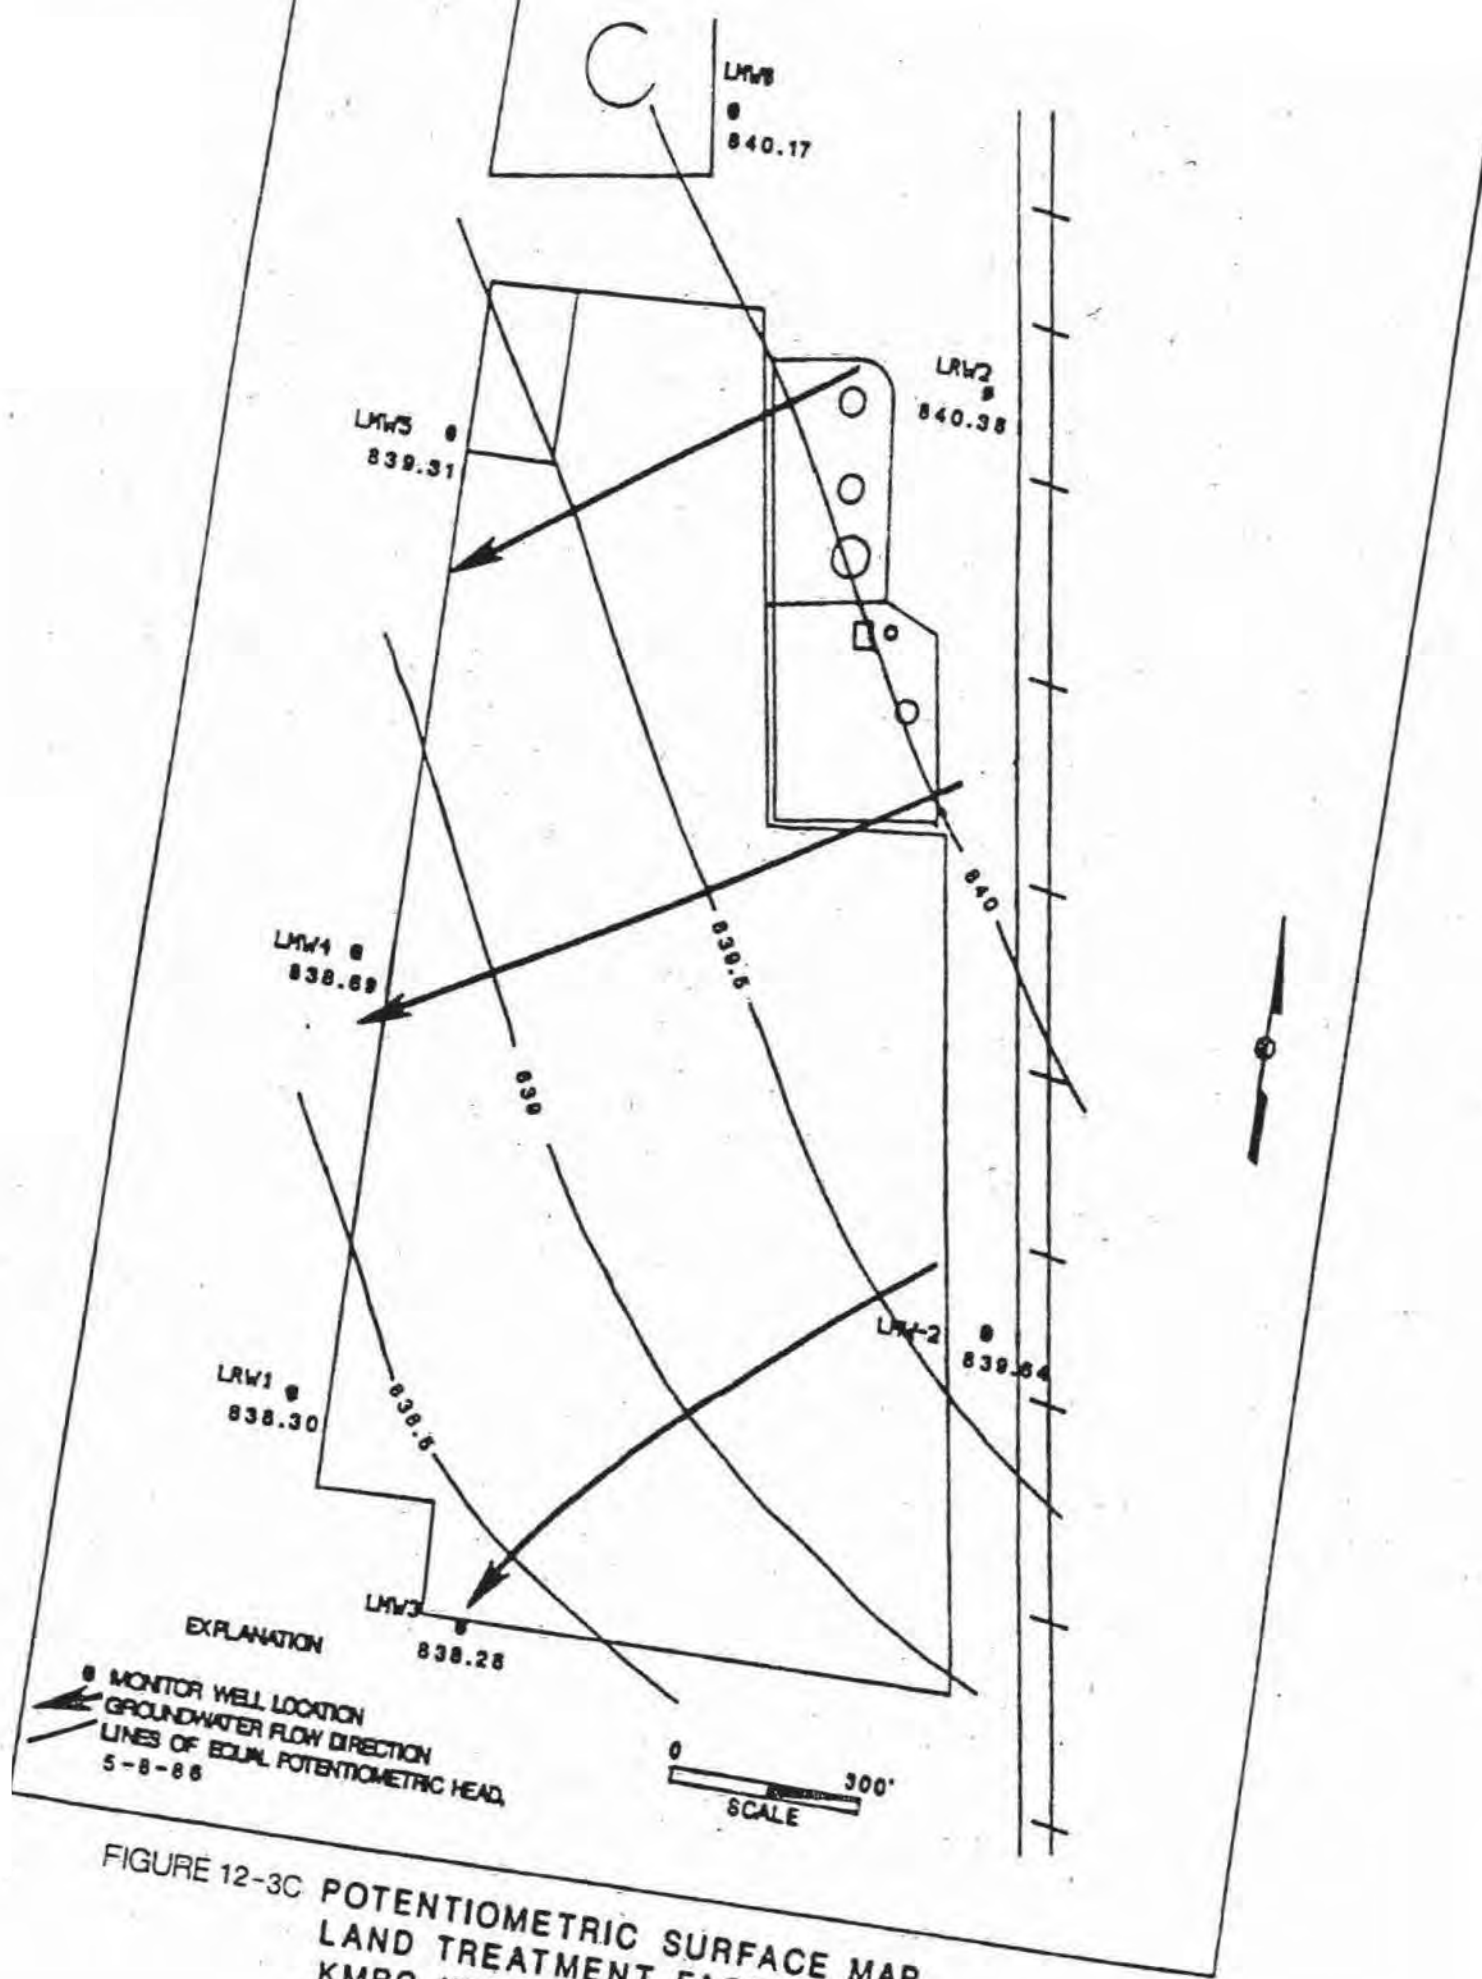 LMW6
840.17
LRW2
840.38
LMW5
839.31
840
LMW4
838.69
839.5
839
LMW-2
839.64
LRW1
838.30
838.5
LMW3
838.28
EXPLANATION
MONITOR WELL LOCATION
GROUNDWATER FLOW DIRECTION
LINES OF EQUAL POTENTIOMETRIC HEAD,
5-8-86
0 300'
SCALE
FIGURE 12-3C POTENTIOMETRIC SURFACE MAP
LAND TREATMENT